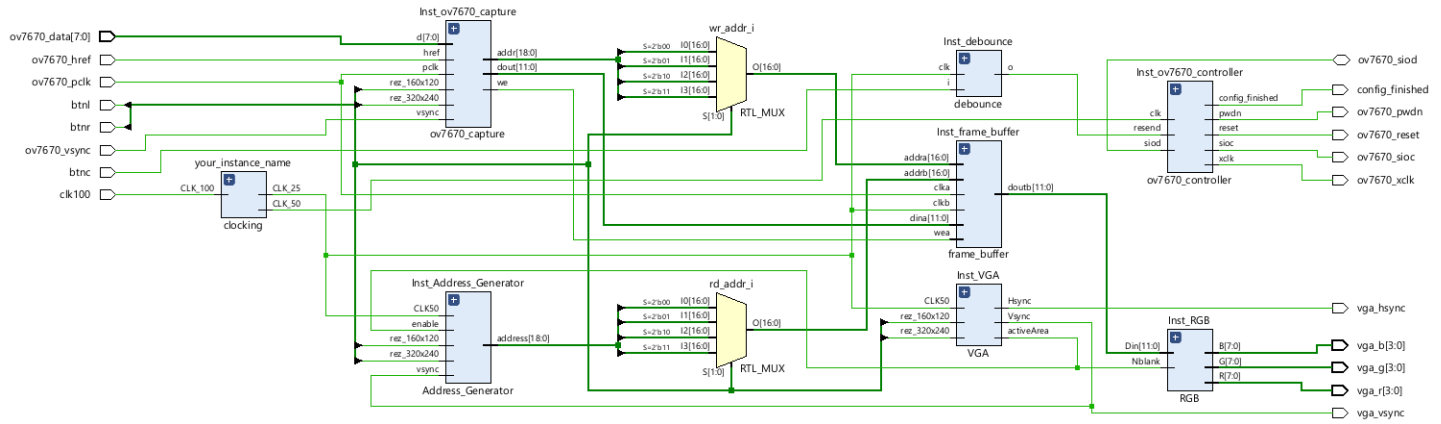 ov7670_data[7:0]
ov7670_href
ov7670_pclk
btnl
btnr
ov7670_vsync
btnc
clk100
your_instance_name
CLK_100
CLK_25
CLK_50
clocking
Inst_ov7670_capture
d[7:0]
href
pclk
rez_160x120
rez_320x240
vsync
addr[18:0]
dout[11:0]
we
ov7670_capture
Inst_Address_Generator
CLK50
enable
rez_160x120
rez_320x240
vsync
address[18:0]
Address_Generator
wr_addr_i
S=2'b00 I0[16:0]
S=2'b01 I1[16:0]
S=2'b10 I2[16:0]
S=2'b11 I3[16:0]
S[1:0]
O[16:0]
RTL_MUX
rd_addr_i
S=2'b00 I0[16:0]
S=2'b01 I1[16:0]
S=2'b10 I2[16:0]
S=2'b11 I3[16:0]
S[1:0]
O[16:0]
RTL_MUX
Inst_debounce
clk
i
o
debounce
Inst_frame_buffer
addra[16:0]
addrb[16:0]
clka
clkb
dina[11:0]
wea
doutb[11:0]
frame_buffer
Inst_VGA
CLK50
rez_160x120
rez_320x240
Hsync
Vsync
activeArea
VGA
Inst_ov7670_controller
clk
resend
siod
config_finished
pwdn
reset
sioc
xclk
ov7670_controller
Inst_RGB
Din[11:0]
Nblank
B[7:0]
G[7:0]
R[7:0]
RGB
ov7670_siod
config_finished
ov7670_pwdn
ov7670_reset
ov7670_sioc
ov7670_xclk
vga_hsync
vga_b[3:0]
vga_g[3:0]
vga_r[3:0]
vga_vsync